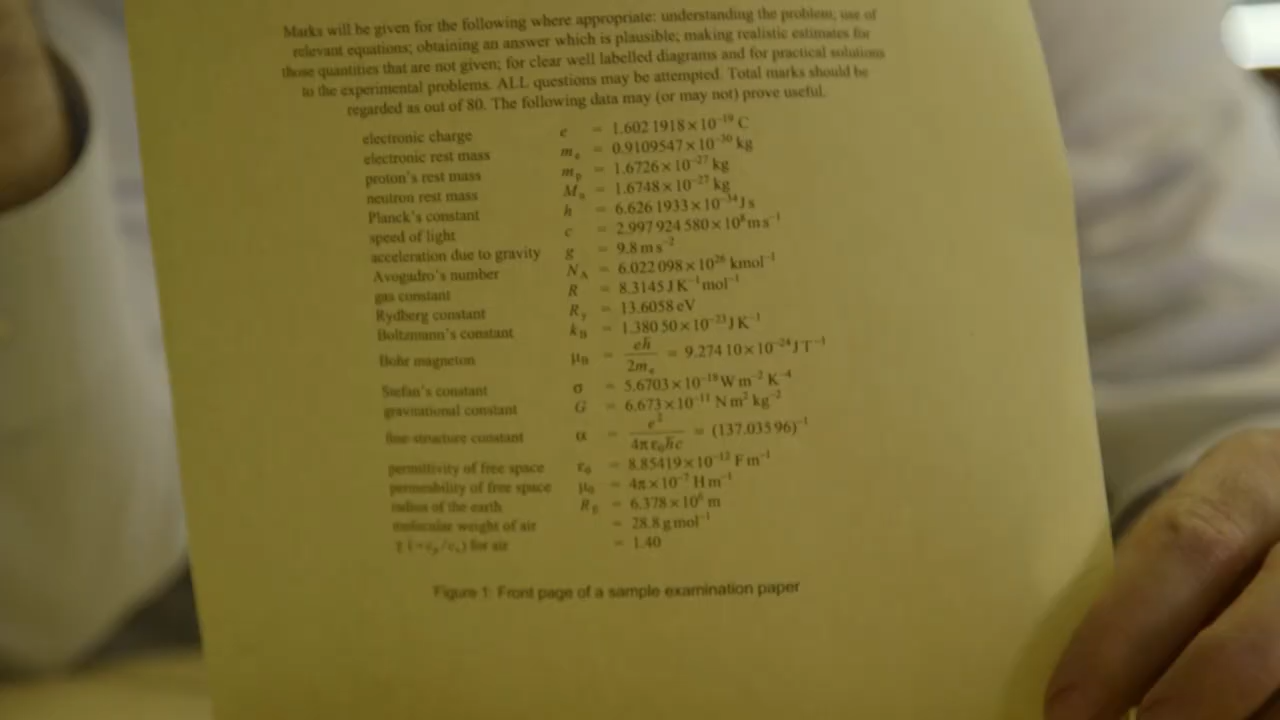 Marks will be given for the following where appropriate: understanding the problem; use of
relevant equations; obtaining an answer which is plausible; making realistic estimates for
those quantities that are not given; for clear well labelled diagrams and for practical solutions
to the experimental problems. ALL questions may be attempted. Total marks should be
regarded as out of 80. The following data may (or may not) prove useful.
electronic charge e = 1.602 1918 × 10⁻¹⁹ C
electronic rest mass mₑ = 0.9109547 × 10⁻³⁰ kg
proton's rest mass mₚ = 1.6726 × 10⁻²⁷ kg
neutron rest mass Mₙ = 1.6748 × 10⁻²⁷ kg
Planck's constant h = 6.626 1933 × 10⁻³⁴ J s
speed of light c = 2.997 924 580 × 10⁸ m s⁻¹
acceleration due to gravity g = 9.8 m s⁻²
Avogadro's number N_A = 6.022 098 × 10²⁶ kmol⁻¹
gas constant R = 8.3145 J K⁻¹ mol⁻¹
Rydberg constant R_y = 13.6058 eV
Boltzmann's constant k_B = 1.380 50 × 10⁻²³ J K⁻¹
Bohr magneton μ_B = eħ / 2mₑ = 9.274 10 × 10⁻²⁴ J T⁻¹
Stefan's constant σ = 5.6703 × 10⁻¹⁸ W m⁻² K⁻⁴
gravitational constant G = 6.673 × 10⁻¹¹ N m² kg⁻²
fine structure constant α = e² / 4πε₀ħc = (137.035 96)⁻¹
permittivity of free space ε₀ = 8.85419 × 10⁻¹² F m⁻¹
permeability of free space μ₀ = 4π × 10⁻⁷ H m⁻¹
radius of the earth R_E = 6.378 × 10⁶ m
molecular weight of air = 28.8 g mol⁻¹
γ (= cₚ/cᵥ) for air = 1.40
Figure 1: Front page of a sample examination paper